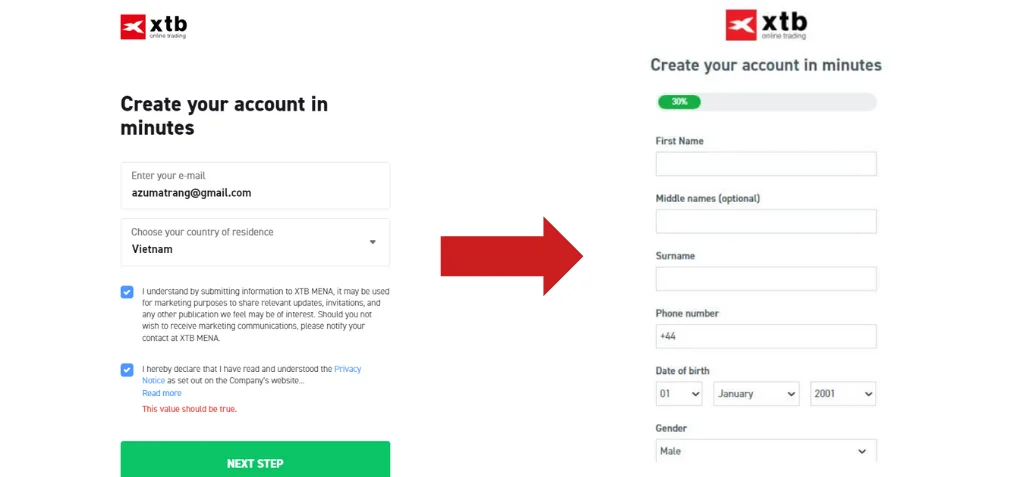 xtb
online trading
Create your account in
minutes
Enter your e-mail
azumatrang@gmail.com
Choose your country of residence
Vietnam
I understand by submitting information to XTB MENA, it may be used
for marketing purposes to share relevant updates, invitations, and
any other publication we feel may be of interest. Should you not
wish to receive marketing communications, please notify your
contact at XTB MENA.
I hereby declare that I have read and understood the Privacy
Notice as set out on the Company's website...
Read more
This value should be true.
NEXT STEP
xtb
online trading
Create your account in minutes
30%
First Name
Middle names (optional)
Surname
Phone number
+44
Date of birth
01 January 2001
Gender
Male